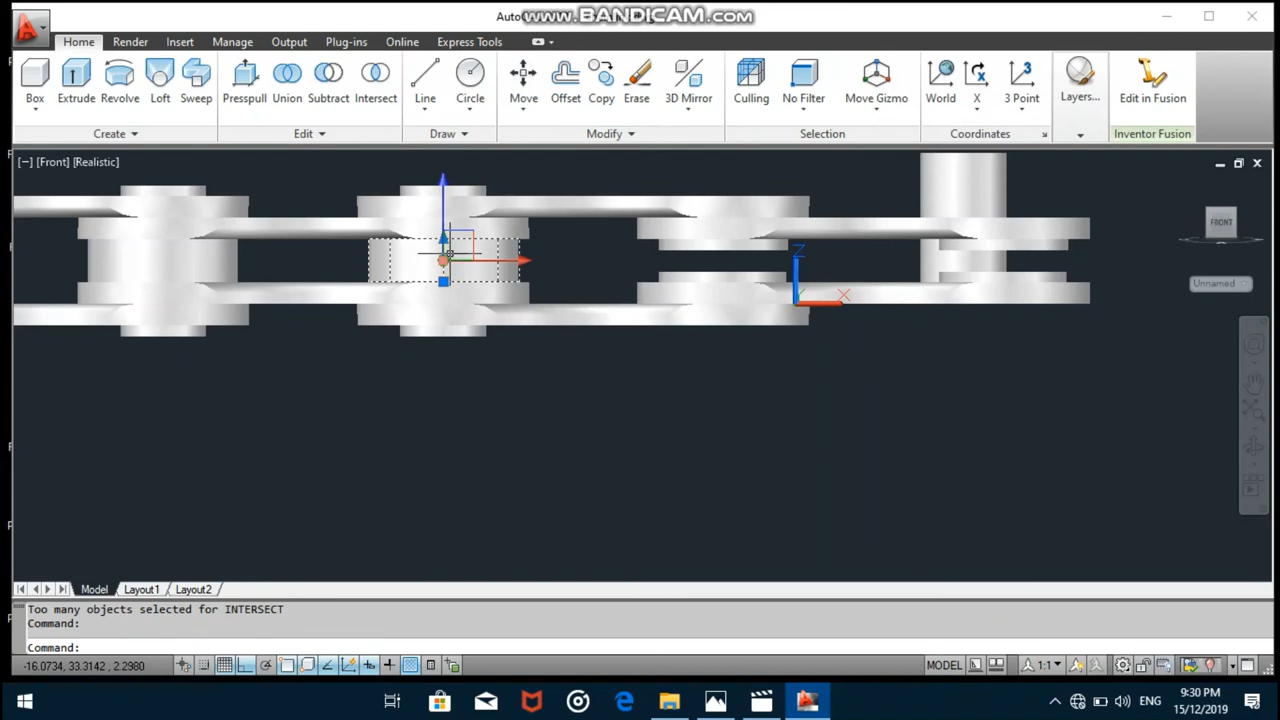 Auto
www.BANDICAM.com
Home
Render
Insert
Manage
Output
Plug-ins
Online
Express Tools
Box
Extrude
Revolve
Loft
Sweep
Presspull
Union
Subtract
Intersect
Line
Circle
Move
Offset
Copy
Erase
3D Mirror
Culling
No Filter
Move Gizmo
World
X
3 Point
Layers...
Edit in Fusion
Create
Edit
Draw
Modify
Selection
Coordinates
Inventor Fusion
[−] [Front] [Realistic]
FRONT
Z
X
Unnamed
Model
Layout1
Layout2
Too many objects selected for INTERSECT
Command:
Command:
-16.0734, 33.3142, 2.2980
MODEL
1:1
ENG
9:30 PM
15/12/2019